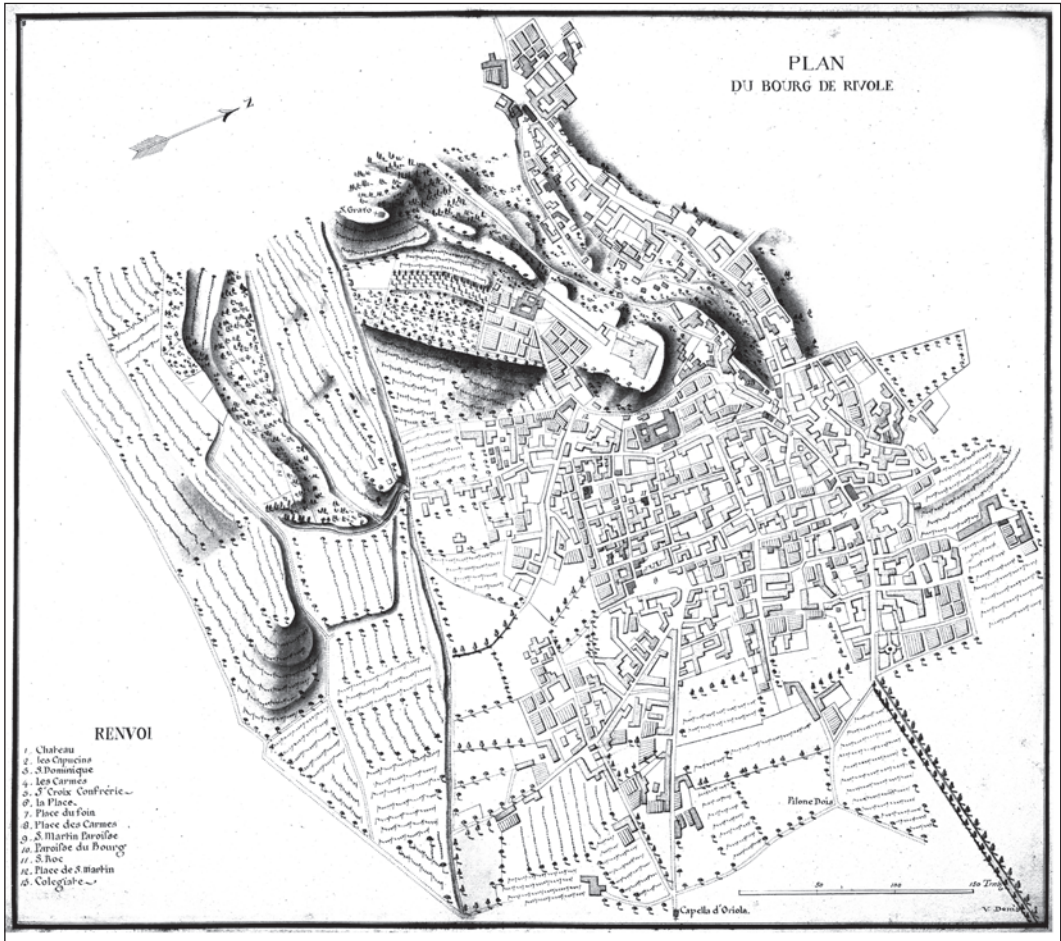 PLAN
DU BOURG DE RIVOLE
S. Grato
RENVOI
1. Chateau
2. les Capucins
3. S. Dominique
4. Les Carmes
5. S.te Croix Confrérie
6. la Place
7. Place du foin
8. Place des Carmes
9. S. Martin Paroisse
10. Paroisse du Bourg
11. S. Roc
12. Place de S. Martin
13. Colegiate
Pilone Dois
50 100 150
Capella d'Oriola.